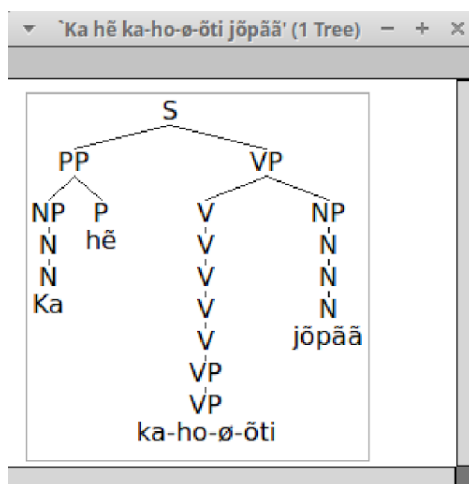 `Ka hẽ ka-ho-ø-õti jõpãã' (1 Tree)
S
PP VP
NP P V NP
N hẽ V N
N V N
Ka V N
V jõpãã
VP
VP
ka-ho-ø-õti